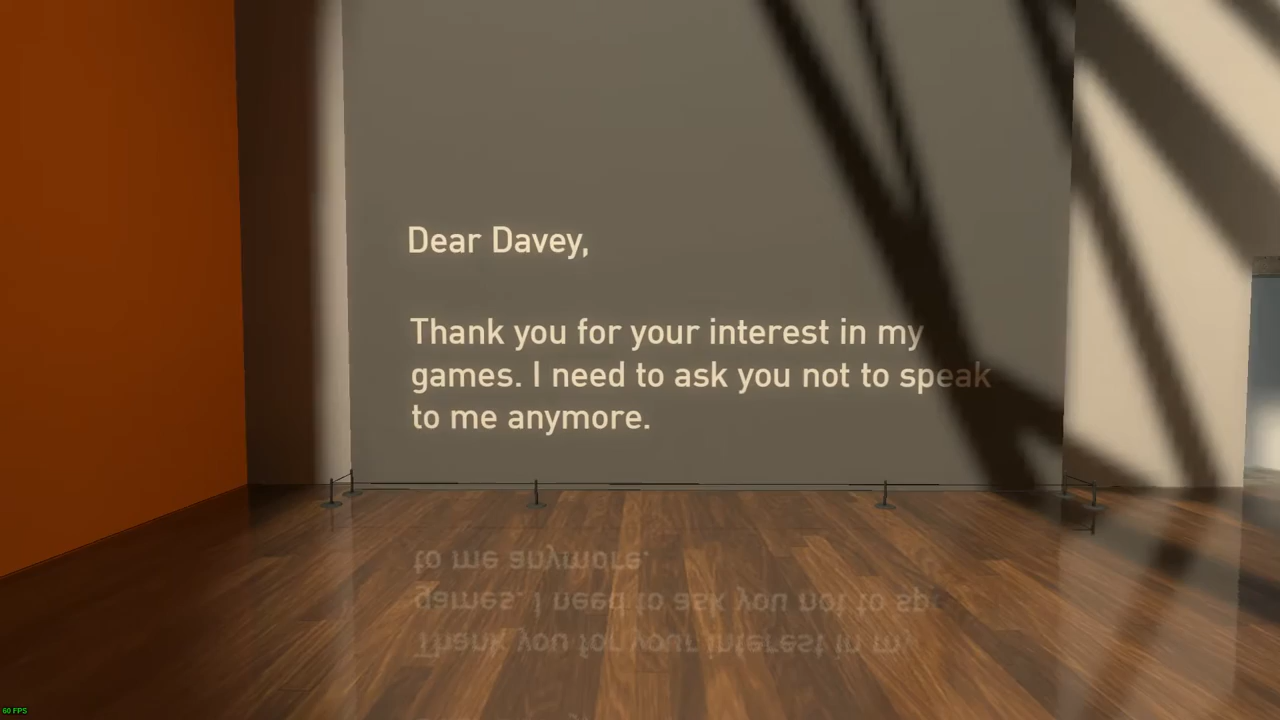 Dear Davey,
Thank you for your interest in my
games. I need to ask you not to speak
to me anymore.
60 FPS